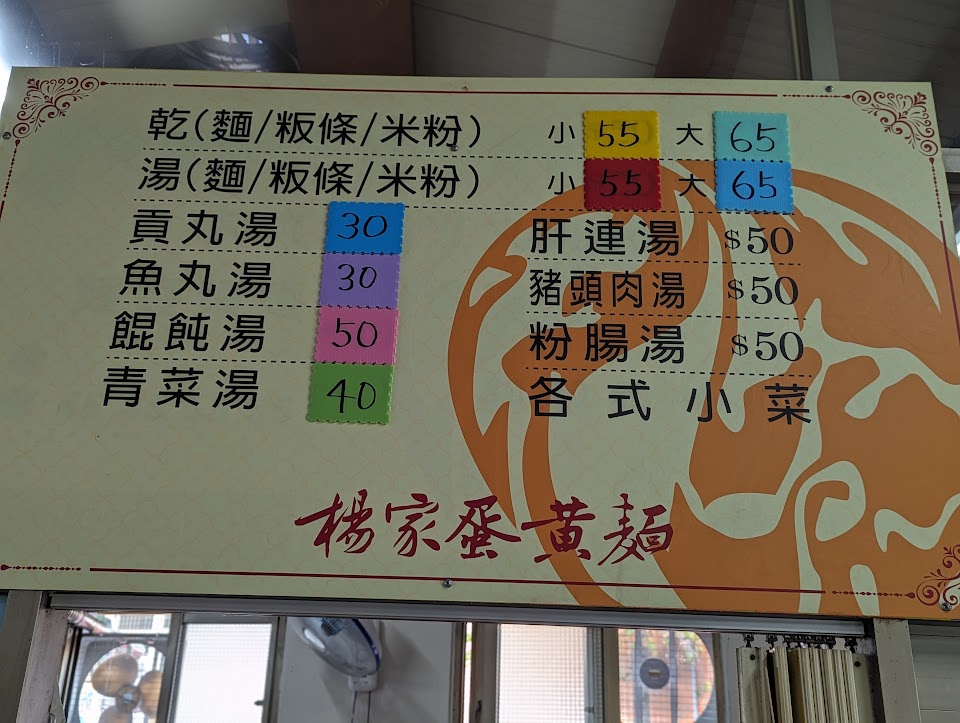 乾(麵/粄條/米粉) 小 55 大 65
湯(麵/粄條/米粉) 小 55 大 65
貢丸湯 30
魚丸湯 30
餛飩湯 50
青菜湯 40
肝連湯 $50
豬頭肉湯 $50
粉腸湯 $50
各式小菜
楊家蛋黃麵